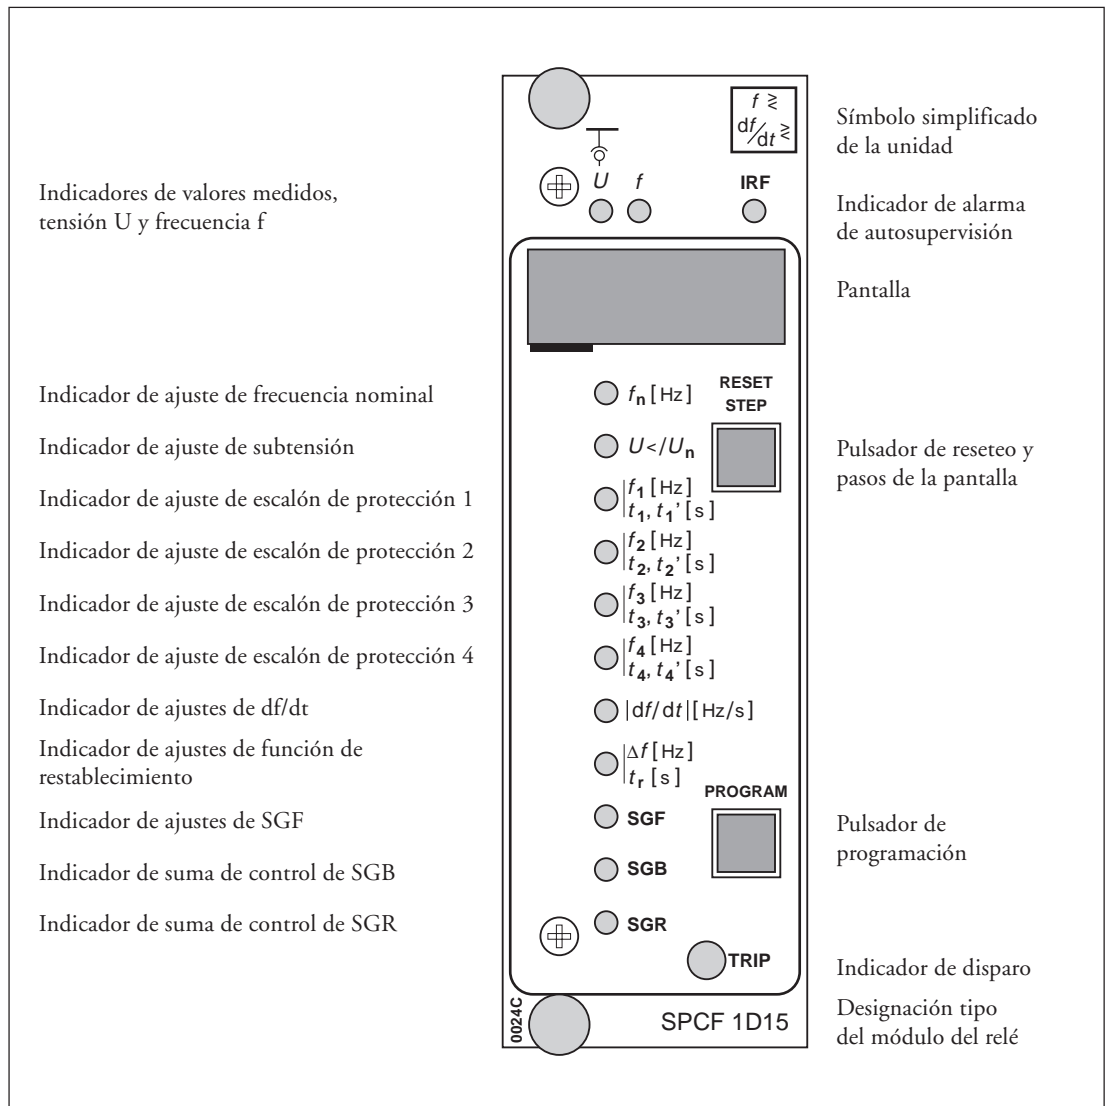 Indicadores de valores medidos,
tensión U y frecuencia f
Indicador de ajuste de frecuencia nominal
Indicador de ajuste de subtensión
Indicador de ajuste de escalón de protección 1
Indicador de ajuste de escalón de protección 2
Indicador de ajuste de escalón de protección 3
Indicador de ajuste de escalón de protección 4
Indicador de ajustes de df/dt
Indicador de ajustes de función de
restablecimiento
Indicador de ajustes de SGF
Indicador de suma de control de SGB
Indicador de suma de control de SGR
f ≷
df/dt ≷
U f IRF
RESET
STEP
fn [Hz]
U</Un
f1 [Hz]
t1, t1' [s]
f2 [Hz]
t2, t2' [s]
f3 [Hz]
t3, t3' [s]
f4 [Hz]
t4, t4' [s]
|df/dt| [Hz/s]
Δf [Hz]
tr [s]
PROGRAM
SGF
SGB
SGR
TRIP
0024C
SPCF 1D15
Símbolo simplificado
de la unidad
Indicador de alarma
de autosupervisión
Pantalla
Pulsador de reseteo y
pasos de la pantalla
Pulsador de
programación
Indicador de disparo
Designación tipo
del módulo del relé